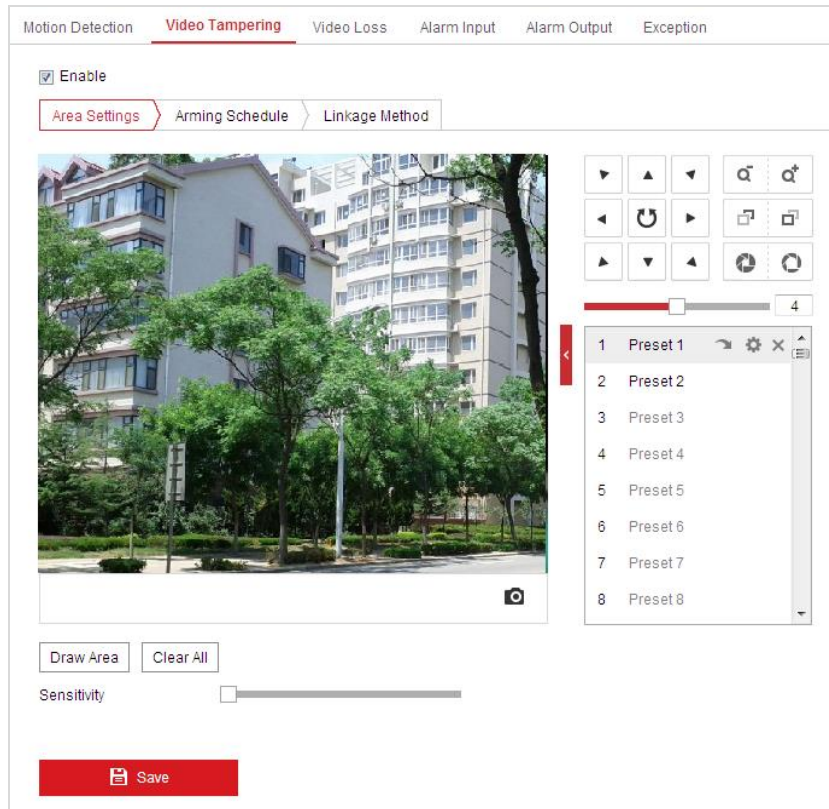 Motion Detection Video Tampering Video Loss Alarm Input Alarm Output Exception
Enable
Area Settings Arming Schedule Linkage Method
4
1 Preset 1
2 Preset 2
3 Preset 3
4 Preset 4
5 Preset 5
6 Preset 6
7 Preset 7
8 Preset 8
Draw Area Clear All
Sensitivity
Save